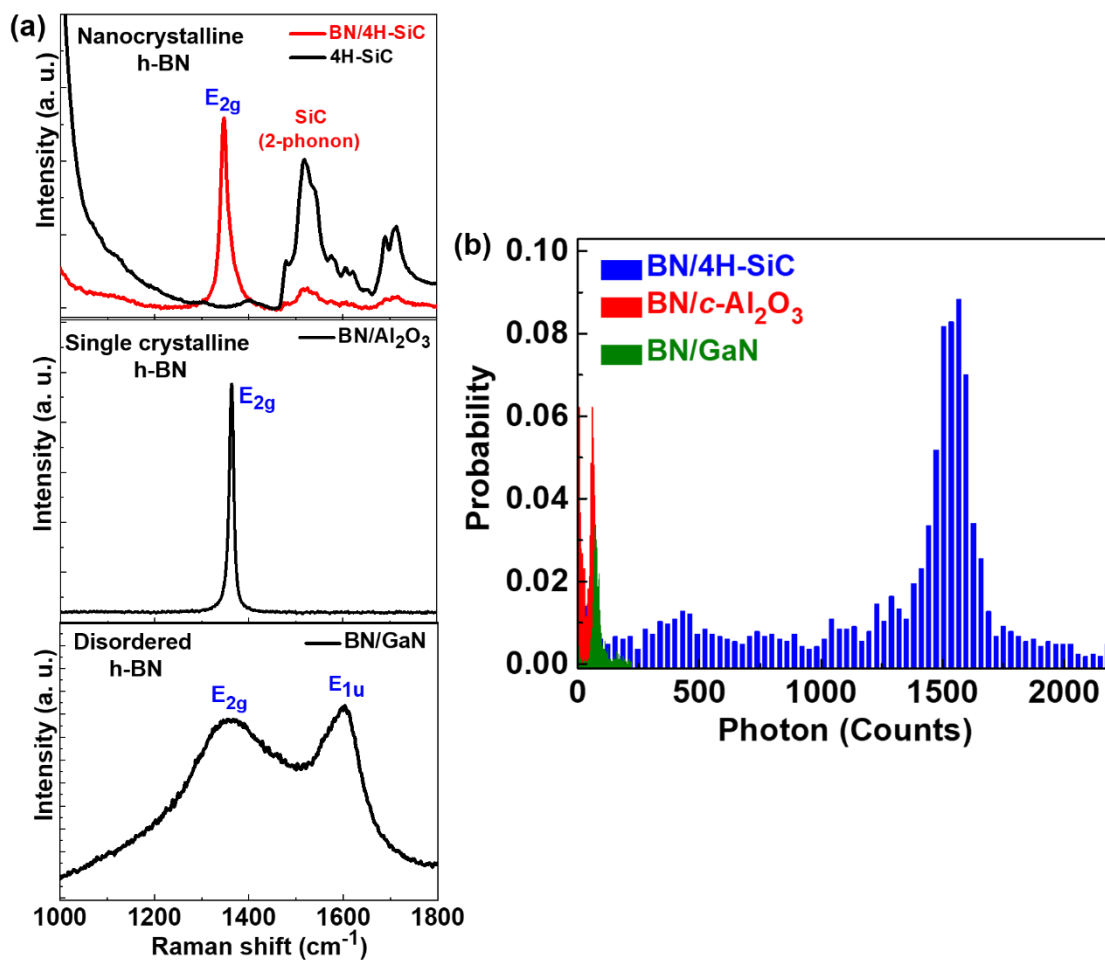 (a)
Nanocrystalline
h-BN
BN/4H-SiC
4H-SiC
E2g
SiC
(2-phonon)
Intensity (a. u.)
Single crystalline
h-BN
BN/Al2O3
E2g
Intensity (a. u.)
Disordered
h-BN
BN/GaN
E2g
E1u
Intensity (a. u.)
1000 1200 1400 1600 1800
Raman shift (cm-1)
(b)
BN/4H-SiC
BN/c-Al2O3
BN/GaN
0.10
0.08
0.06
0.04
0.02
0.00
Probability
0 500 1000 1500 2000
Photon (Counts)